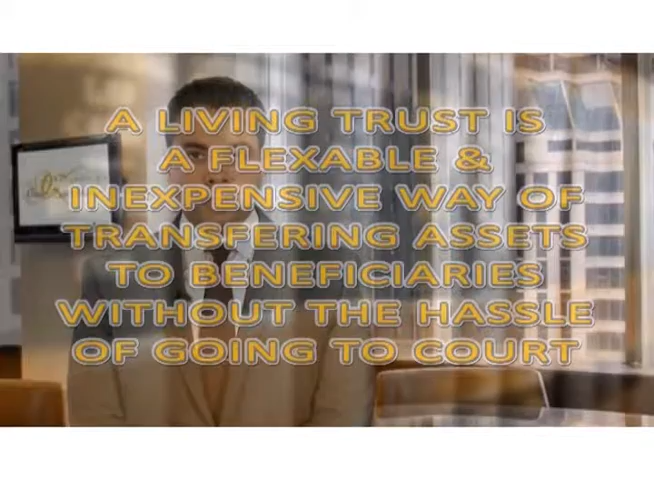 A LIVING TRUST IS
A FLEXABLE &
INEXPENSIVE WAY OF
TRANSFERING ASSETS
TO BENEFICIARIES
WITHOUT THE HASSLE
OF GOING TO COURT